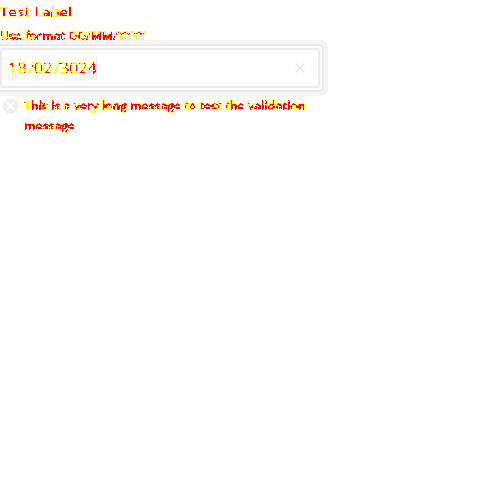 Test Label
Use format DD/MM/YYYY
18/02/3024
This is a very long message to test the validation
message